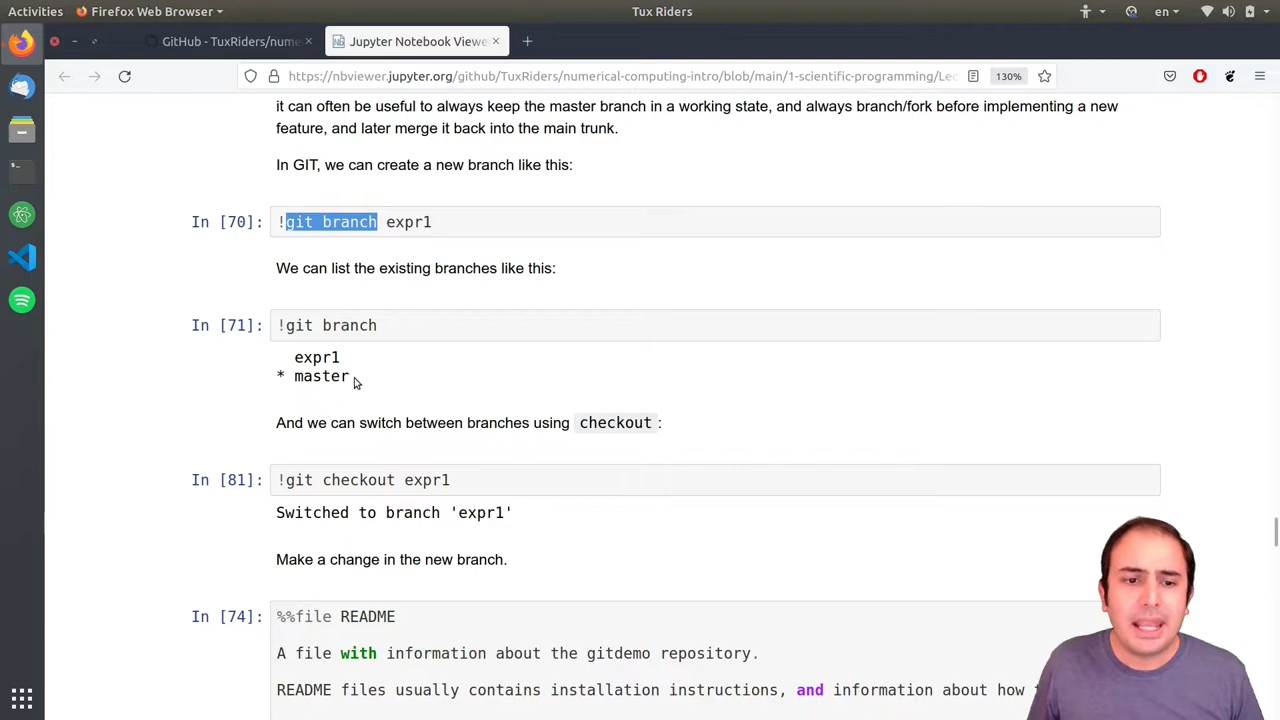 Activities
Firefox Web Browser
Tux Riders
en
GitHub - TuxRiders/nume
Jupyter Notebook Viewe
https://nbviewer.jupyter.org/github/TuxRiders/numerical-computing-intro/blob/main/1-scientific-programming/Lec
130%
it can often be useful to always keep the master branch in a working state, and always branch/fork before implementing a new
feature, and later merge it back into the main trunk.
In GIT, we can create a new branch like this:
In [70]: !git branch expr1
We can list the existing branches like this:
In [71]: !git branch
expr1
* master
And we can switch between branches using checkout:
In [81]: !git checkout expr1
Switched to branch 'expr1'
Make a change in the new branch.
In [74]: %%file README
A file with information about the gitdemo repository.
README files usually contains installation instructions, and information about how